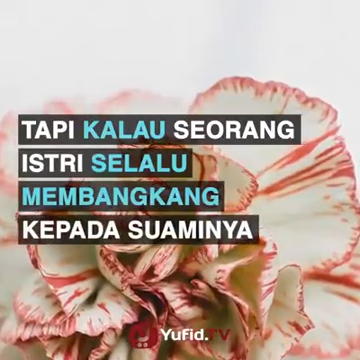 TAPI KALAU SEORANG
ISTRI SELALU
MEMBANGKANG
KEPADA SUAMINYA
Yufid.TV